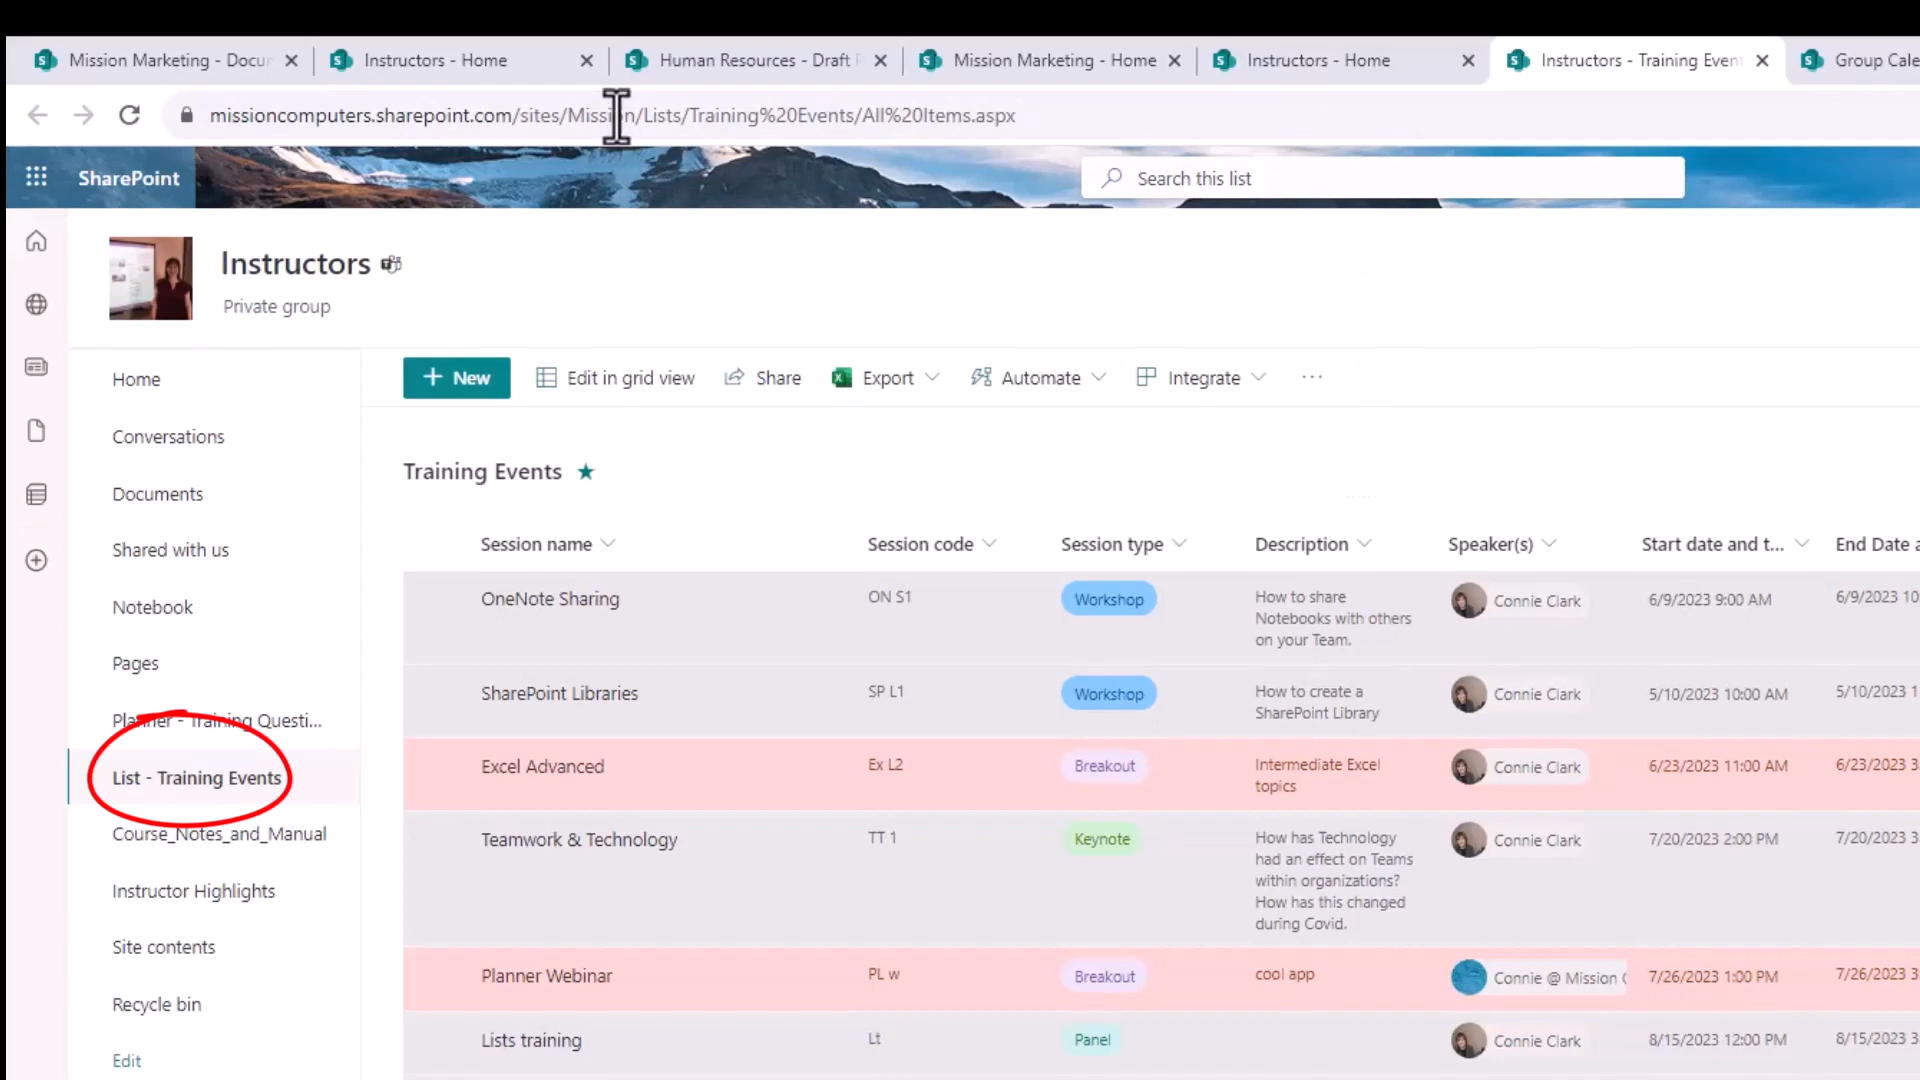 Mission Marketing - Docu
Instructors - Home
Human Resources - Draft
Mission Marketing - Home
Instructors - Home
Instructors - Training Even
Group Cale
missioncomputers.sharepoint.com/sites/Mission/Lists/Training%20Events/All%20Items.aspx
SharePoint
Search this list
Instructors
Private group
Home
Conversations
Documents
Shared with us
Notebook
Pages
Planner - Training Questi...
List - Training Events
Course_Notes_and_Manual
Instructor Highlights
Site contents
Recycle bin
Edit
+ New
Edit in grid view
Share
Export
Automate
Integrate
...
Training Events
Session name
Session code
Session type
Description
Speaker(s)
Start date and t...
End Date a
OneNote Sharing
ON S1
Workshop
How to share
Notebooks with others
on your Team.
Connie Clark
6/9/2023 9:00 AM
6/9/2023 10
SharePoint Libraries
SP L1
Workshop
How to create a
SharePoint Library
Connie Clark
5/10/2023 10:00 AM
5/10/2023 1
Excel Advanced
Ex L2
Breakout
Intermediate Excel
topics
Connie Clark
6/23/2023 11:00 AM
6/23/2023 3
Teamwork & Technology
TT 1
Keynote
How has Technology
had an effect on Teams
within organizations?
How has this changed
during Covid.
Connie Clark
7/20/2023 2:00 PM
7/20/2023 3
Planner Webinar
PL w
Breakout
cool app
Connie @ Mission
7/26/2023 1:00 PM
7/26/2023 3
Lists training
Lt
Panel
Connie Clark
8/15/2023 12:00 PM
8/15/2023 3